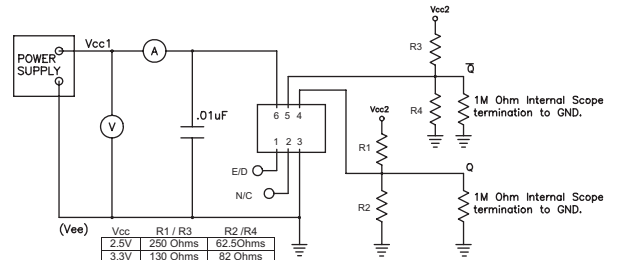 Vcc2
R3
Q
R4
1M Ohm Internal Scope
termination to GND.
Vcc1
A
POWER
SUPPLY
V
.01uF
6 5 4
1 2 3
E/D
N/C
Vcc2
R1
R2
Q
1M Ohm Internal Scope
termination to GND.
(Vee)
Vcc R1 / R3 R2 /R4
2.5V 250 Ohms 62.5Ohms
3.3V 130 Ohms 82 Ohms